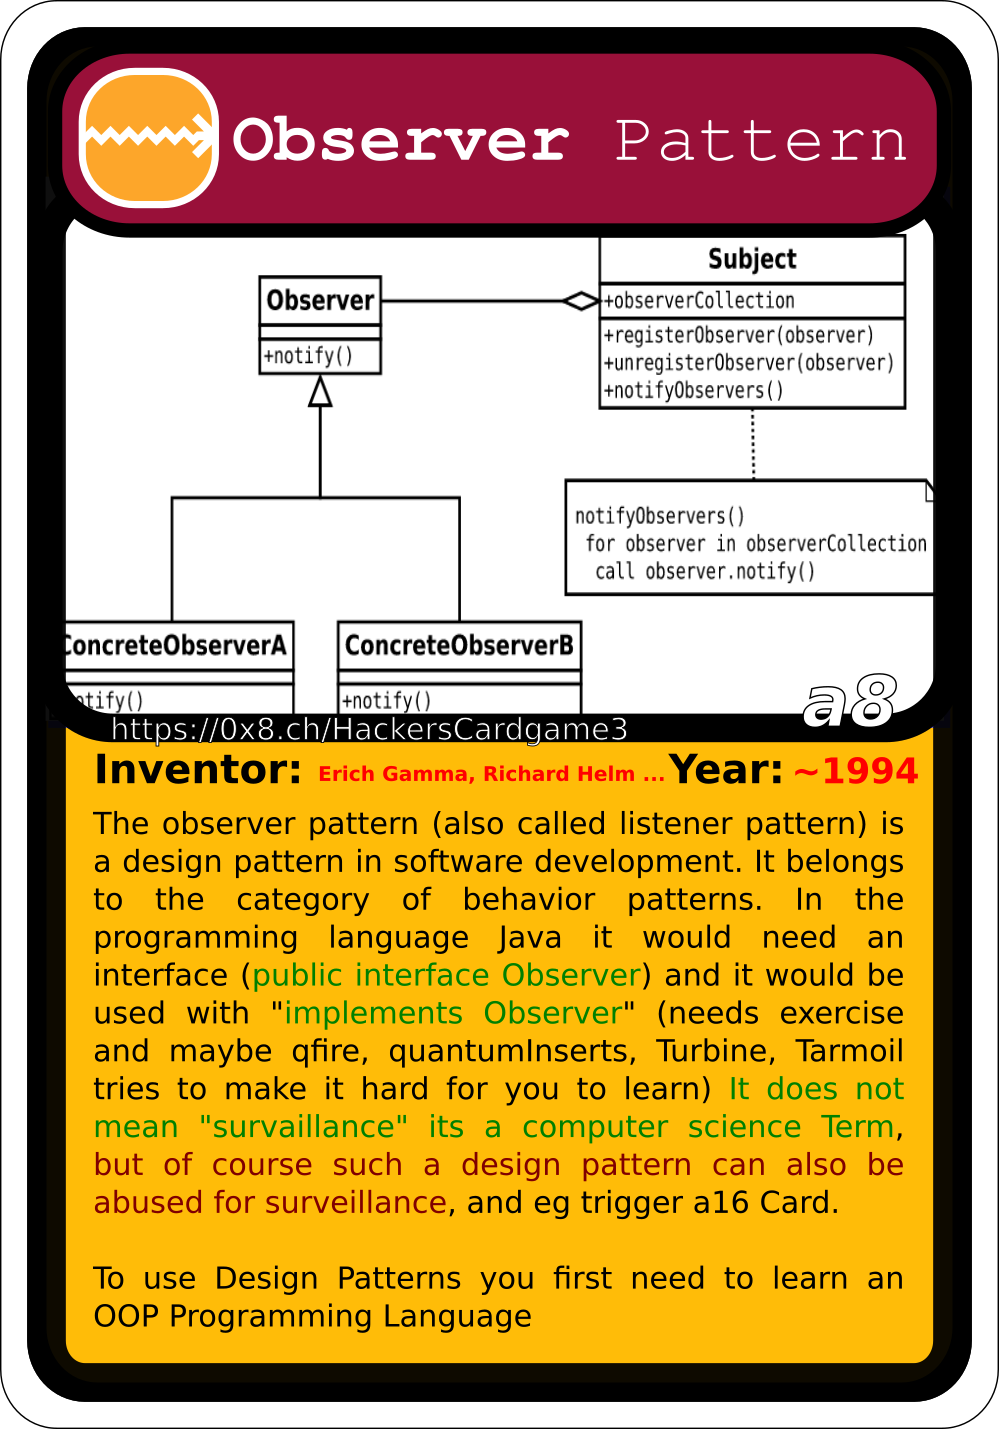 Observer Pattern
Subject
+observerCollection
+registerObserver(observer)
+unregisterObserver(observer)
+notifyObservers()
Observer
+notify()
notifyObservers()
for observer in observerCollection
call observer.notify()
ConcreteObserverA
notify()
ConcreteObserverB
+notify()
a8
https://0x8.ch/HackersCardgame3
Inventor: Erich Gamma, Richard Helm ... Year: ~1994
The observer pattern (also called listener pattern) is
a design pattern in software development. It belongs
to the category of behavior patterns. In the
programming language Java it would need an
interface (public interface Observer) and it would be
used with "implements Observer" (needs exercise
and maybe qfire, quantumInserts, Turbine, Tarmoil
tries to make it hard for you to learn) It does not
mean "survaillance" its a computer science Term,
but of course such a design pattern can also be
abused for surveillance, and eg trigger a16 Card.
To use Design Patterns you first need to learn an
OOP Programming Language